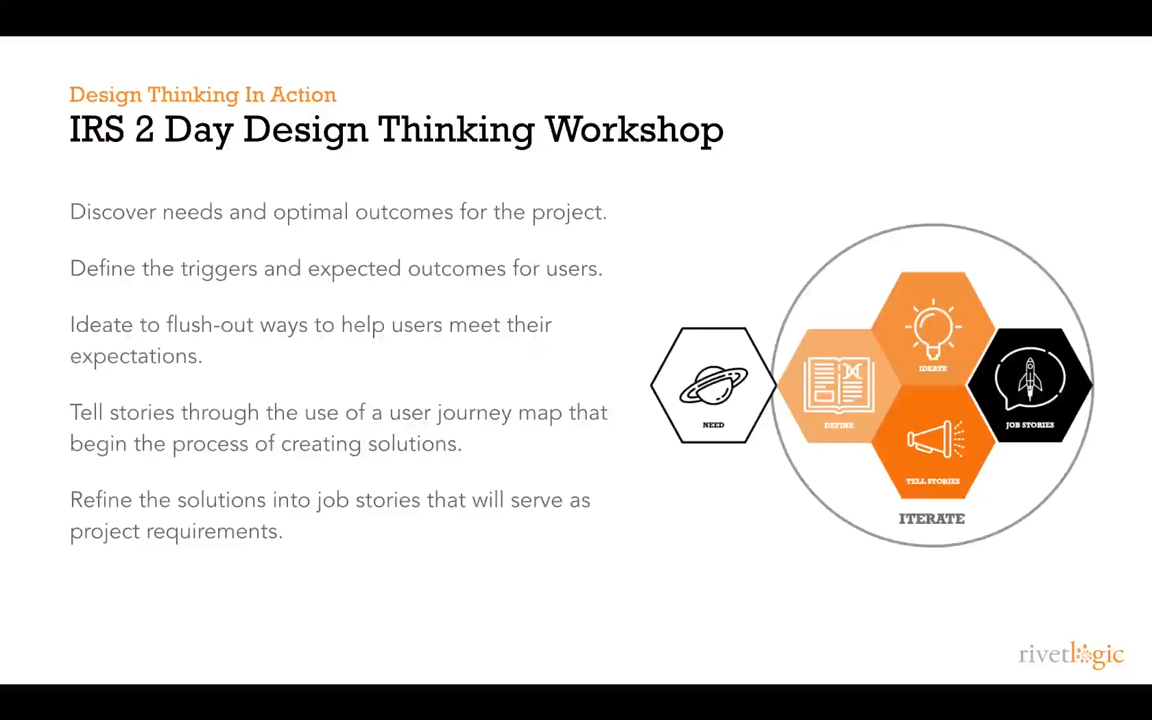 Design Thinking In Action
IRS 2 Day Design Thinking Workshop
Discover needs and optimal outcomes for the project.
Define the triggers and expected outcomes for users.
Ideate to flush-out ways to help users meet their
expectations.
Tell stories through the use of a user journey map that
begin the process of creating solutions.
Refine the solutions into job stories that will serve as
project requirements.
NEED
DEFINE
IDEATE
TELL STORIES
JOB STORIES
ITERATE
rivetlogic